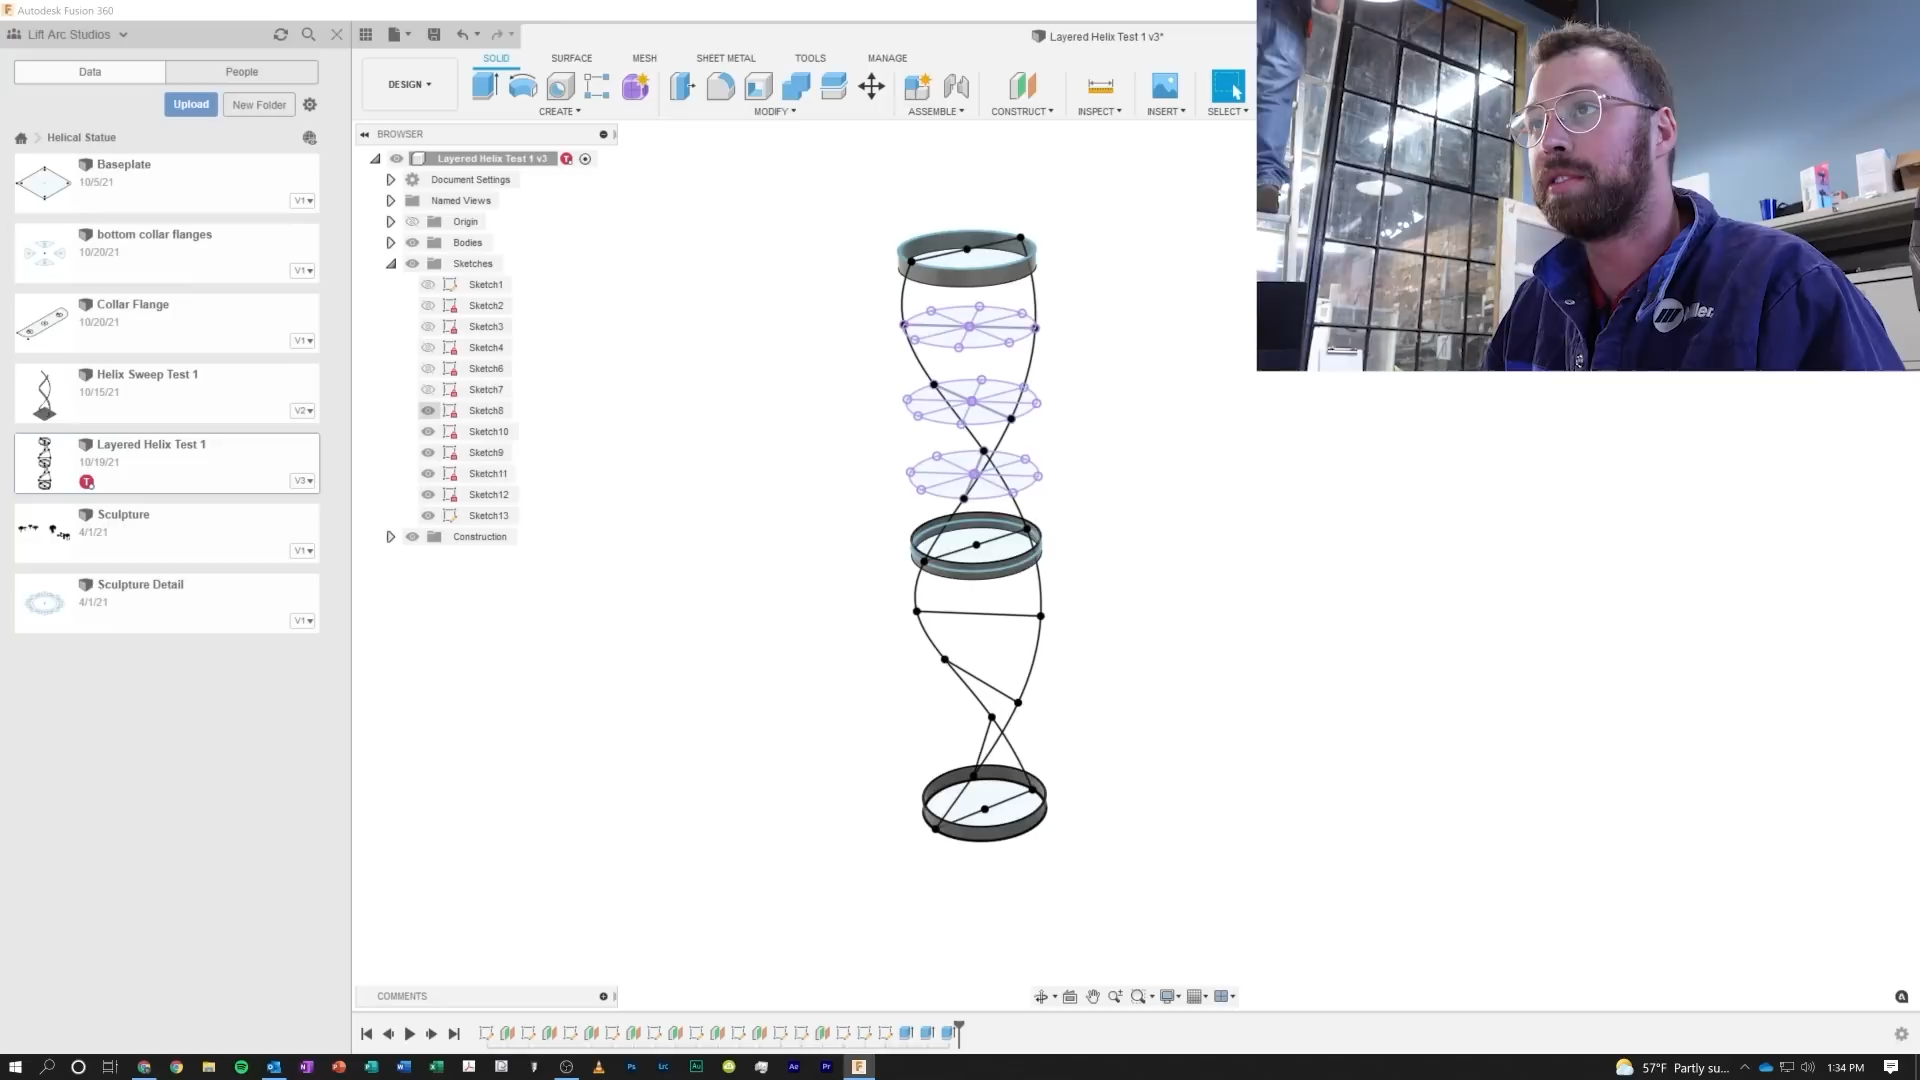 Autodesk Fusion 360
Lift Arc Studios
Layered Helix Test 1 v3*
SOLID SURFACE MESH SHEET METAL TOOLS MANAGE
Data People
DESIGN
Upload New Folder
CREATE MODIFY ASSEMBLE CONSTRUCT INSPECT INSERT SELECT
Helical Statue
BROWSER
Baseplate
10/5/21
V1
bottom collar flanges
10/20/21
V1
Collar Flange
10/20/21
V1
Helix Sweep Test 1
10/15/21
V2
Layered Helix Test 1
10/19/21
T
V3
Sculpture
4/1/21
V1
Sculpture Detail
4/1/21
V1
Layered Helix Test 1 v3
Document Settings
Named Views
Origin
Bodies
Sketches
Sketch1
Sketch2
Sketch3
Sketch4
Sketch6
Sketch7
Sketch8
Sketch10
Sketch9
Sketch11
Sketch12
Sketch13
Construction
COMMENTS
57°F Partly su... 1:34 PM